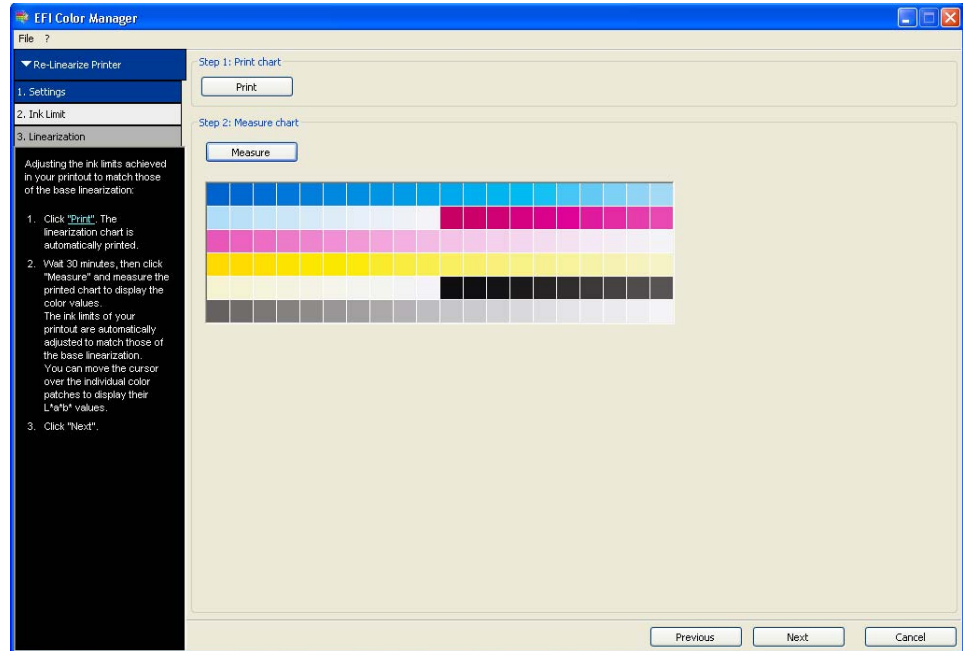 EFI Color Manager
File ?
Re-Linearize Printer
1. Settings
2. Ink Limit
3. Linearization
Adjusting the ink limits achieved
in your printout to match those
of the base linearization:
1. Click "Print". The
linearization chart is
automatically printed.
2. Wait 30 minutes, then click
"Measure" and measure the
printed chart to display the
color values.
The ink limits of your
printout are automatically
adjusted to match those of
the base linearization.
You can move the cursor
over the individual color
patches to display their
L*a*b* values.
3. Click "Next".
Step 1: Print chart
Print
Step 2: Measure chart
Measure
Previous Next Cancel